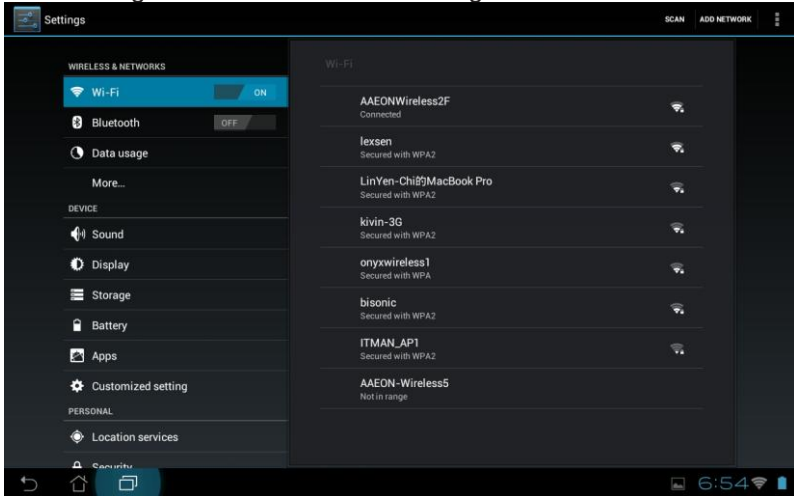 Settings
SCAN
ADD NETWORK
WIRELESS & NETWORKS
Wi-Fi
ON
Bluetooth
OFF
Data usage
More...
DEVICE
Sound
Display
Storage
Battery
Apps
Customized setting
PERSONAL
Location services
Security
Wi-Fi
AAEONWireless2F
Connected
lexsen
Secured with WPA2
LinYen-Chi的MacBook Pro
Secured with WPA2
kivin-3G
Secured with WPA2
onyxwireless1
Secured with WPA
bisonic
Secured with WPA2
ITMAN_AP1
Secured with WPA2
AAEON-Wireless5
Not in range
6:54